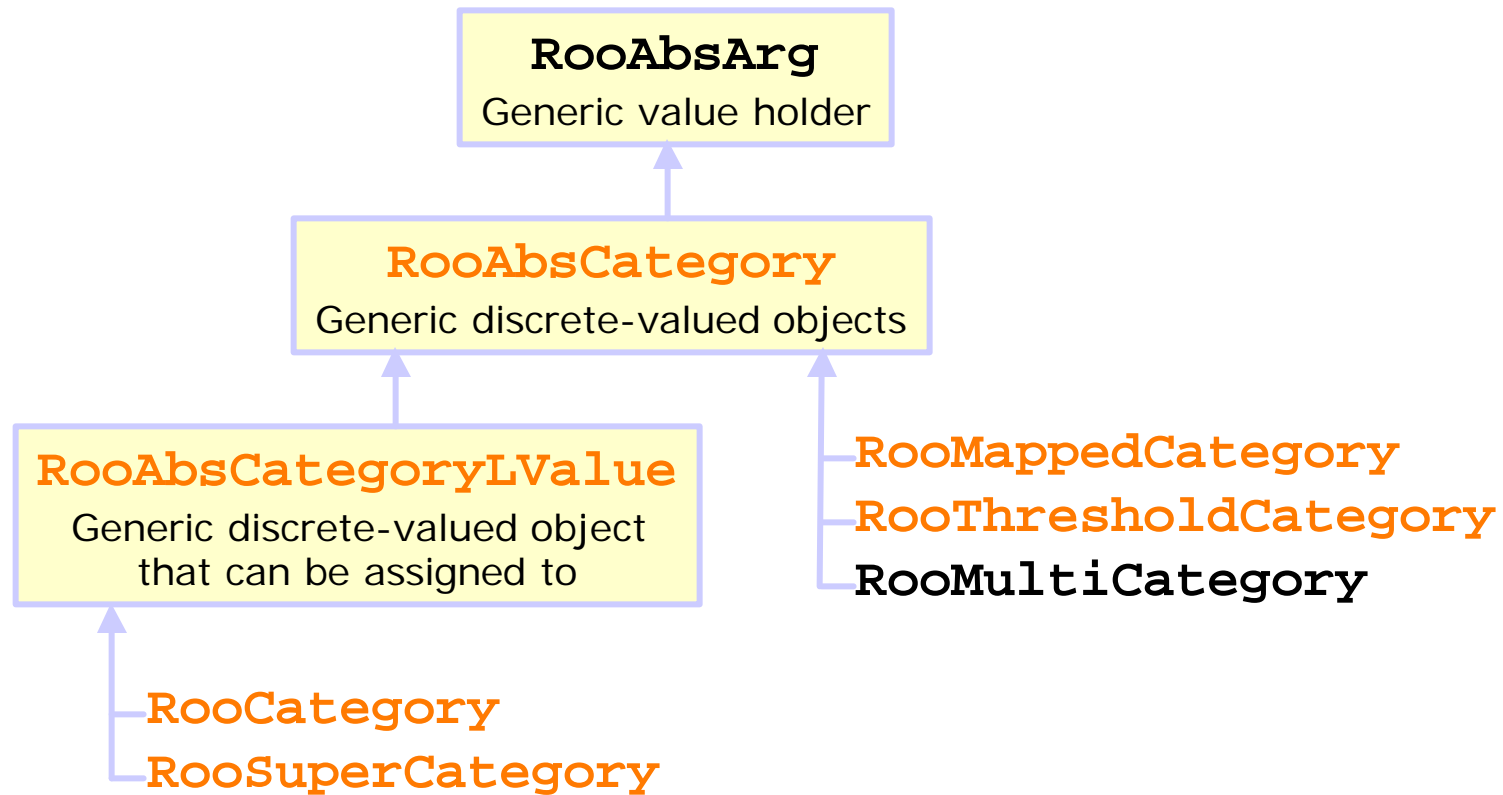 RooAbsArg
Generic value holder
RooAbsCategory
Generic discrete-valued objects
RooAbsCategoryLValue
Generic discrete-valued object
that can be assigned to
RooMappedCategory
RooThresholdCategory
RooMultiCategory
RooCategory
RooSuperCategory